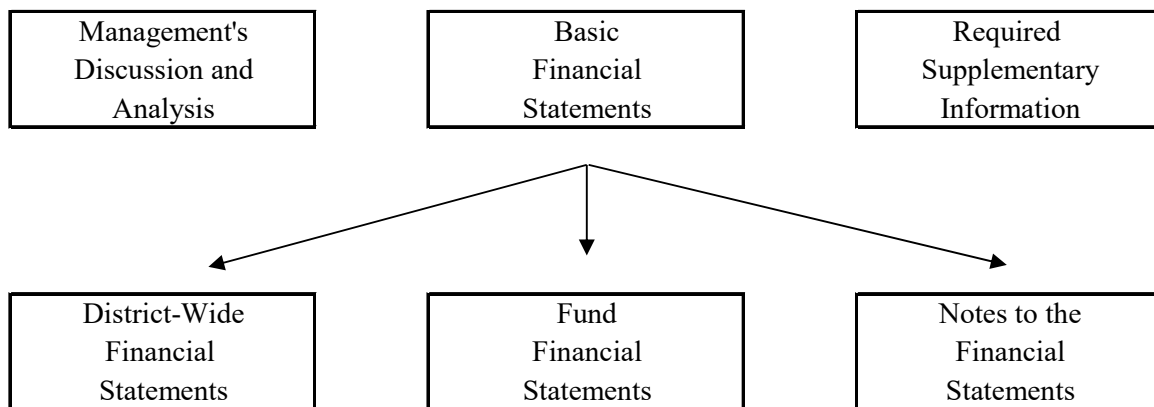 Management's
Discussion and
Analysis
Basic
Financial
Statements
Required
Supplementary
Information
District-Wide
Financial
Statements
Fund
Financial
Statements
Notes to the
Financial
Statements